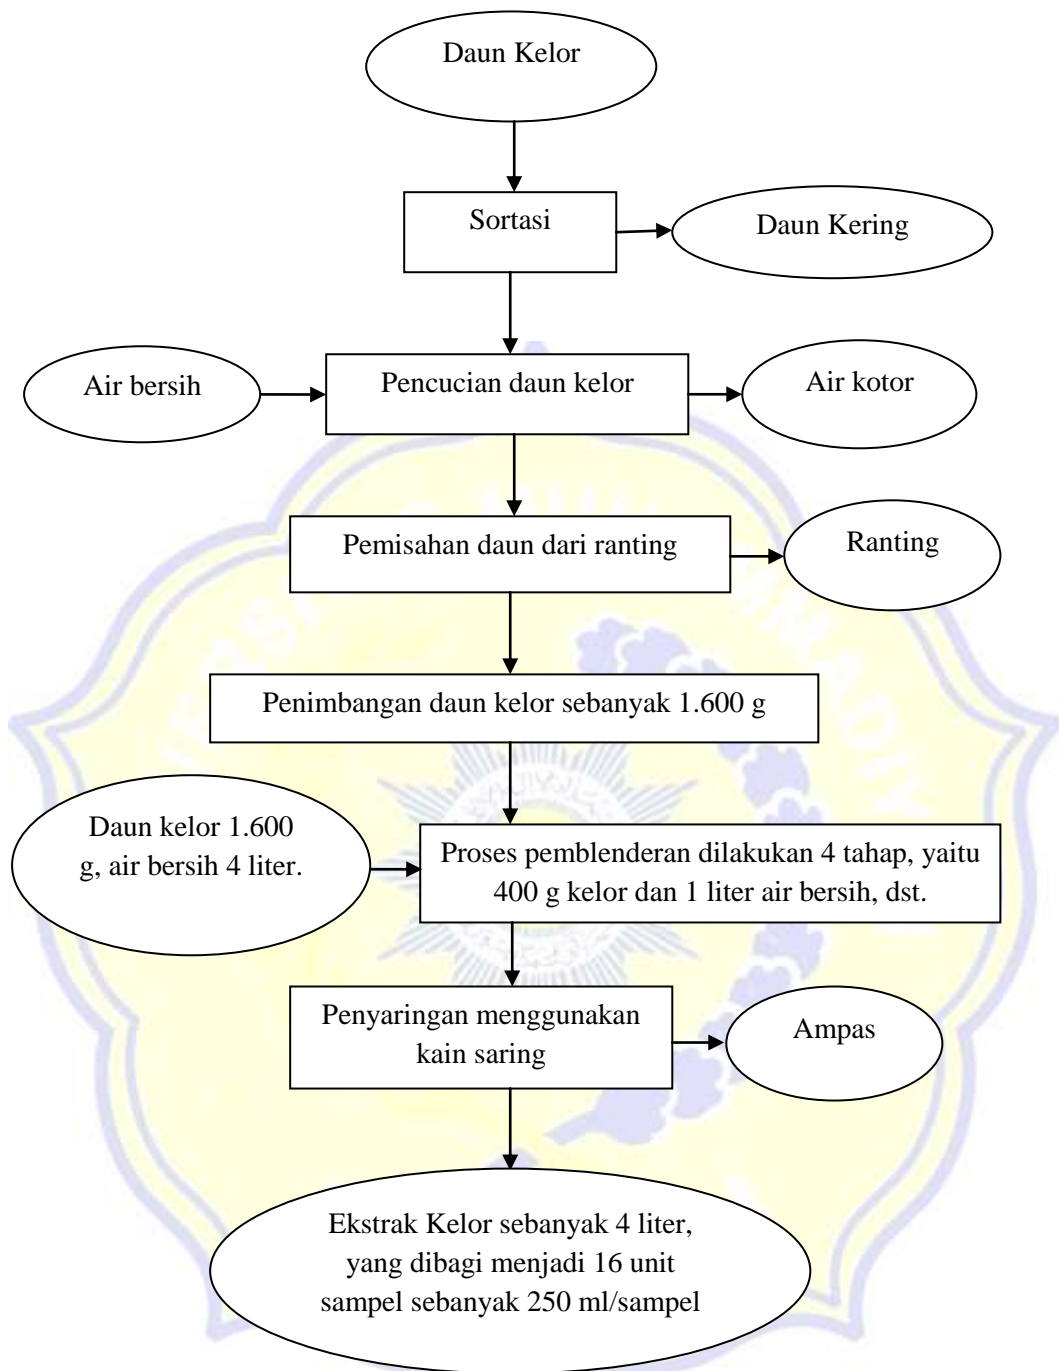 Daun Kelor
Sortasi
Daun Kering
Air bersih
Pencucian daun kelor
Air kotor
Pemisahan daun dari ranting
Ranting
Penimbangan daun kelor sebanyak 1.600 g
Daun kelor 1.600
g, air bersih 4 liter.
Proses pemblenderan dilakukan 4 tahap, yaitu
400 g kelor dan 1 liter air bersih, dst.
Penyaringan menggunakan
kain saring
Ampas
Ekstrak Kelor sebanyak 4 liter,
yang dibagi menjadi 16 unit
sampel sebanyak 250 ml/sampel